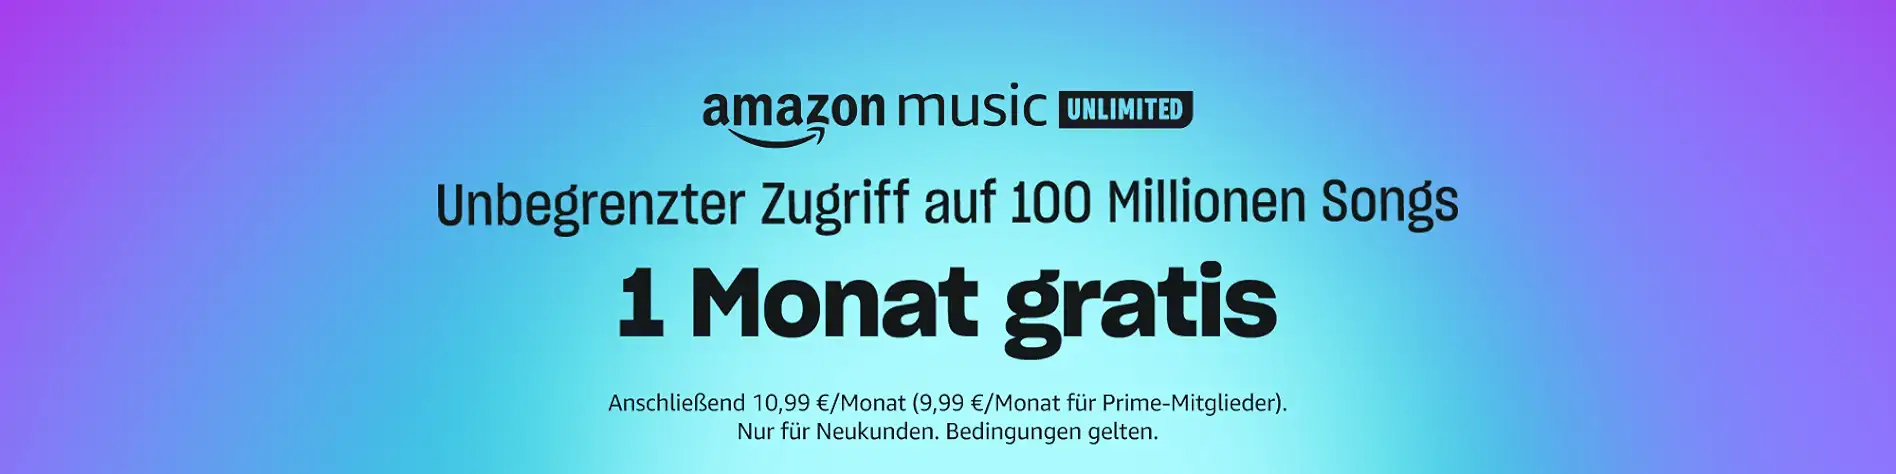 amazon music UNLIMITED
Unbegrenzter Zugriff auf 100 Millionen Songs
1 Monat gratis
Anschließend 10,99 €/Monat (9,99 €/Monat für Prime-Mitglieder).
Nur für Neukunden. Bedingungen gelten.